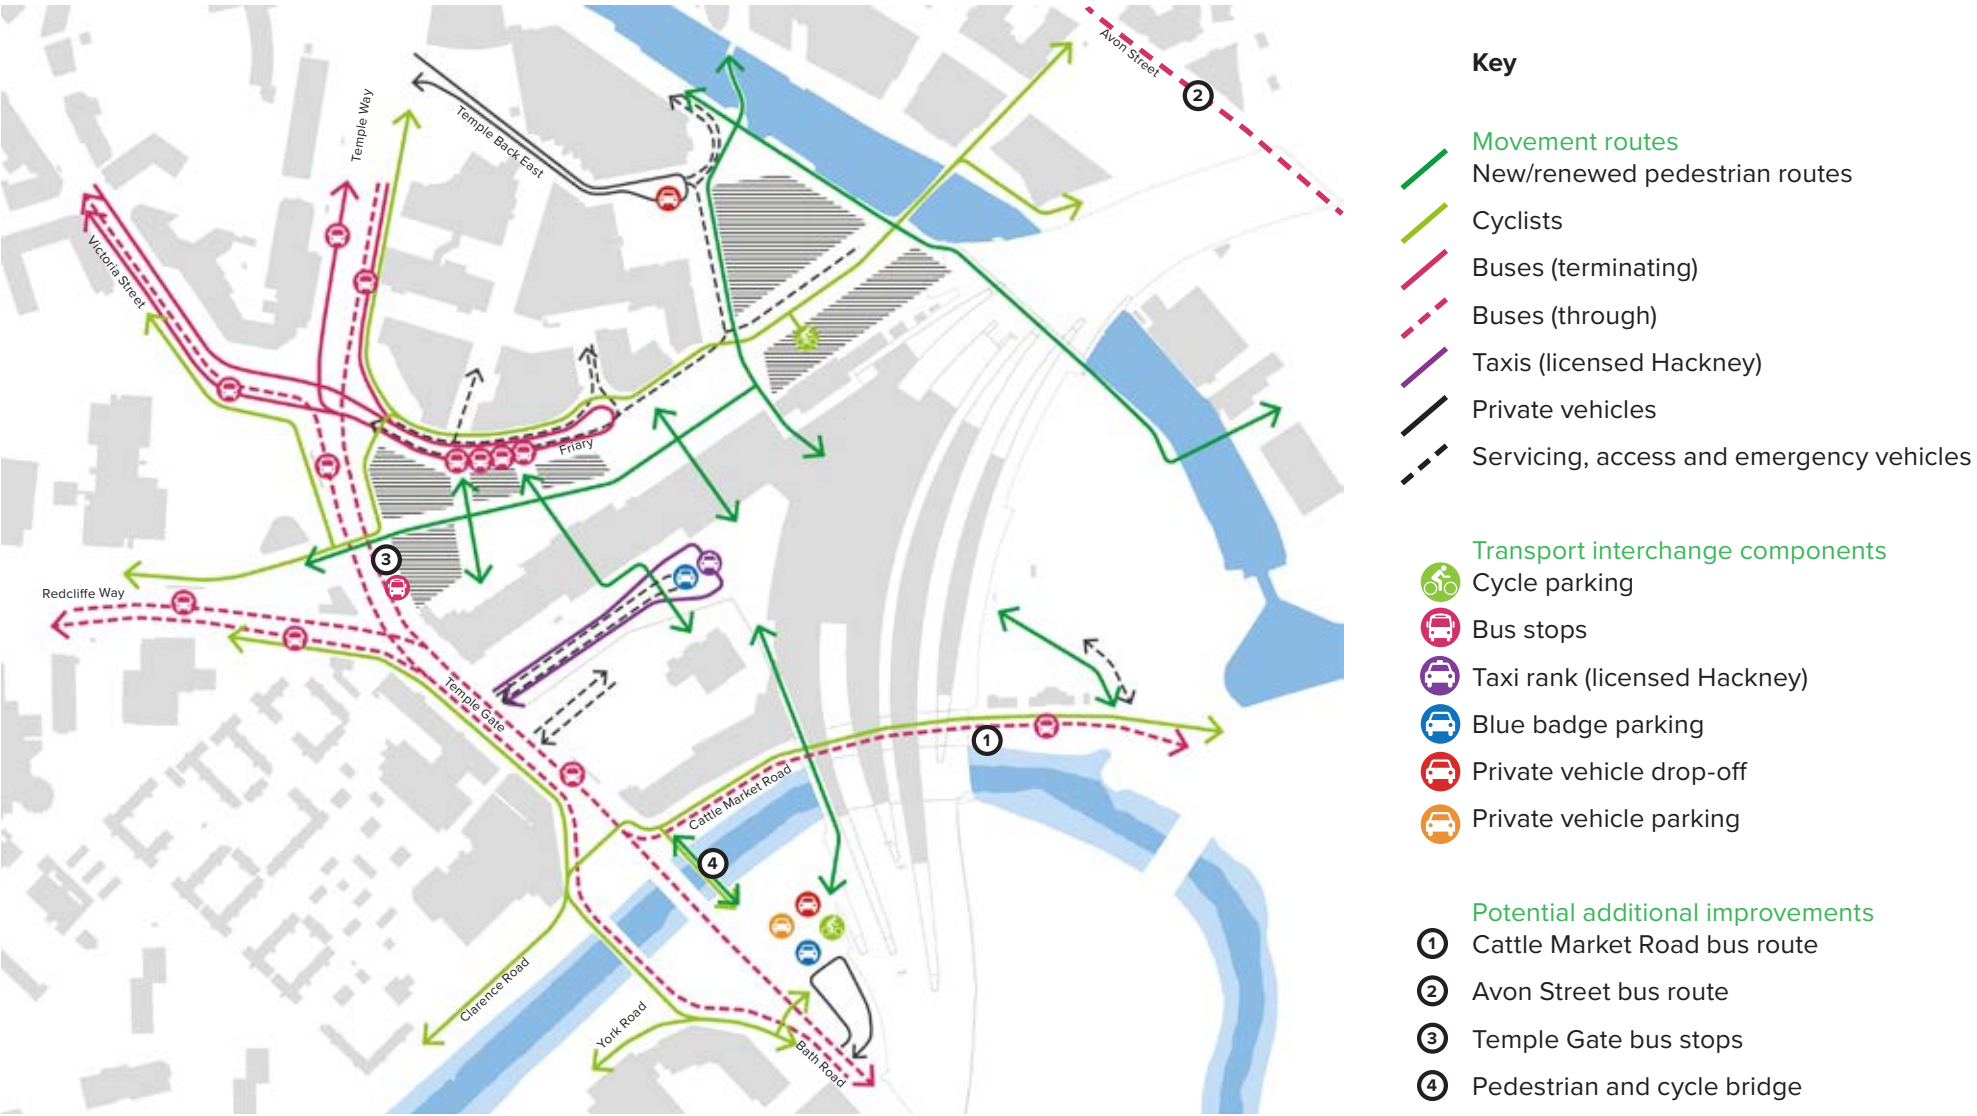 Avon Street
2
Temple Way
Temple Back East
Victoria Street
Friary
3
Redcliffe Way
Temple Gate
1
Cattle Market Road
4
Clarence Road
York Road
Bath Road
Key
Movement routes
New/renewed pedestrian routes
Cyclists
Buses (terminating)
Buses (through)
Taxis (licensed Hackney)
Private vehicles
Servicing, access and emergency vehicles
Transport interchange components
Cycle parking
Bus stops
Taxi rank (licensed Hackney)
Blue badge parking
Private vehicle drop-off
Private vehicle parking
Potential additional improvements
1 Cattle Market Road bus route
2 Avon Street bus route
3 Temple Gate bus stops
4 Pedestrian and cycle bridge